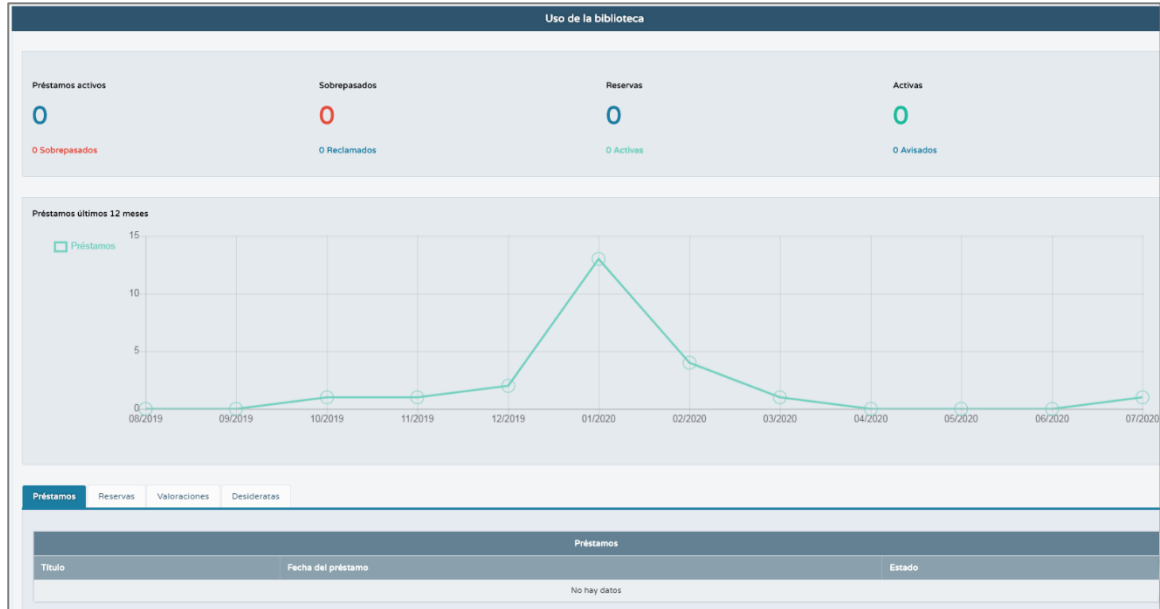 Uso de la biblioteca
Préstamos activos Sobrepasados Reservas Activas
0 0 0 0
0 Sobrepasados 0 Reclamados 0 Activas 0 Avisados
Préstamos últimos 12 meses
Préstamos
15
10
5
0
08/2019 09/2019 10/2019 11/2019 12/2019 01/2020 02/2020 03/2020 04/2020 05/2020 06/2020 07/2020
Préstamos Reservas Valoraciones Desideratas
Préstamos
Título Fecha del préstamo Estado
No hay datos